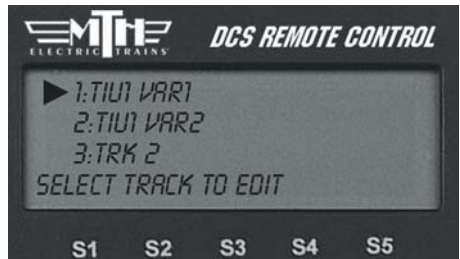 MTH
ELECTRIC TRAINS
DCS REMOTE CONTROL
1:TIU1 VAR1
2:TIU1 VAR2
3:TRK 2
SELECT TRACK TO EDIT
S1 S2 S3 S4 S5